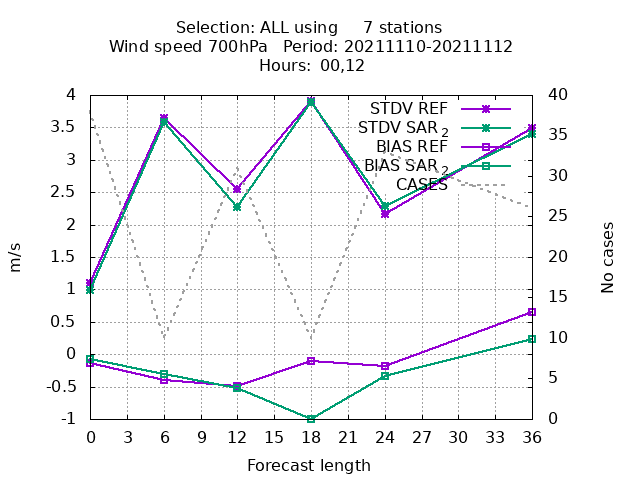 Selection: ALL using 7 stations
Wind speed 700hPa Period: 20211110-20211112
Hours: 00,12
4
3.5
3
2.5
2
1.5
1
0.5
0
-0.5
-1
m/s
40
35
30
25
20
15
10
5
0
No cases
STDV REF
STDV SAR 2
BIAS REF
BIAS SAR 2
CASES
0 3 6 9 12 15 18 21 24 27 30 33 36
Forecast length